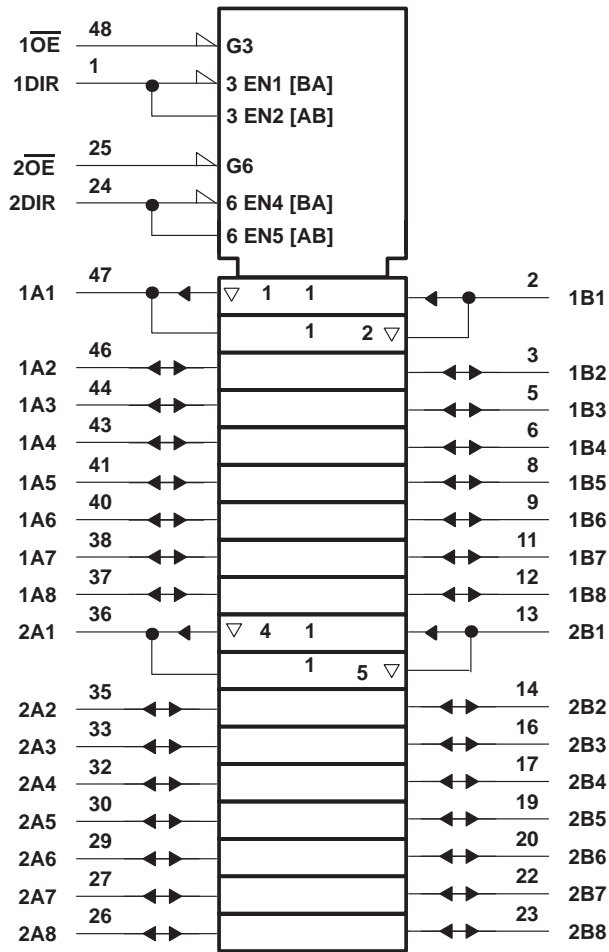 1OE 48 G3
1DIR 1 3 EN1 [BA]
3 EN2 [AB]
2OE 25 G6
2DIR 24 6 EN4 [BA]
6 EN5 [AB]
1A1 47 ▽ 1 1 2 1B1
1 2 ▽
1A2 46 3 1B2
1A3 44 5 1B3
1A4 43 6 1B4
1A5 41 8 1B5
1A6 40 9 1B6
1A7 38 11 1B7
1A8 37 12 1B8
2A1 36 ▽ 4 1 13 2B1
1 5 ▽
2A2 35 14 2B2
2A3 33 16 2B3
2A4 32 17 2B4
2A5 30 19 2B5
2A6 29 20 2B6
2A7 27 22 2B7
2A8 26 23 2B8